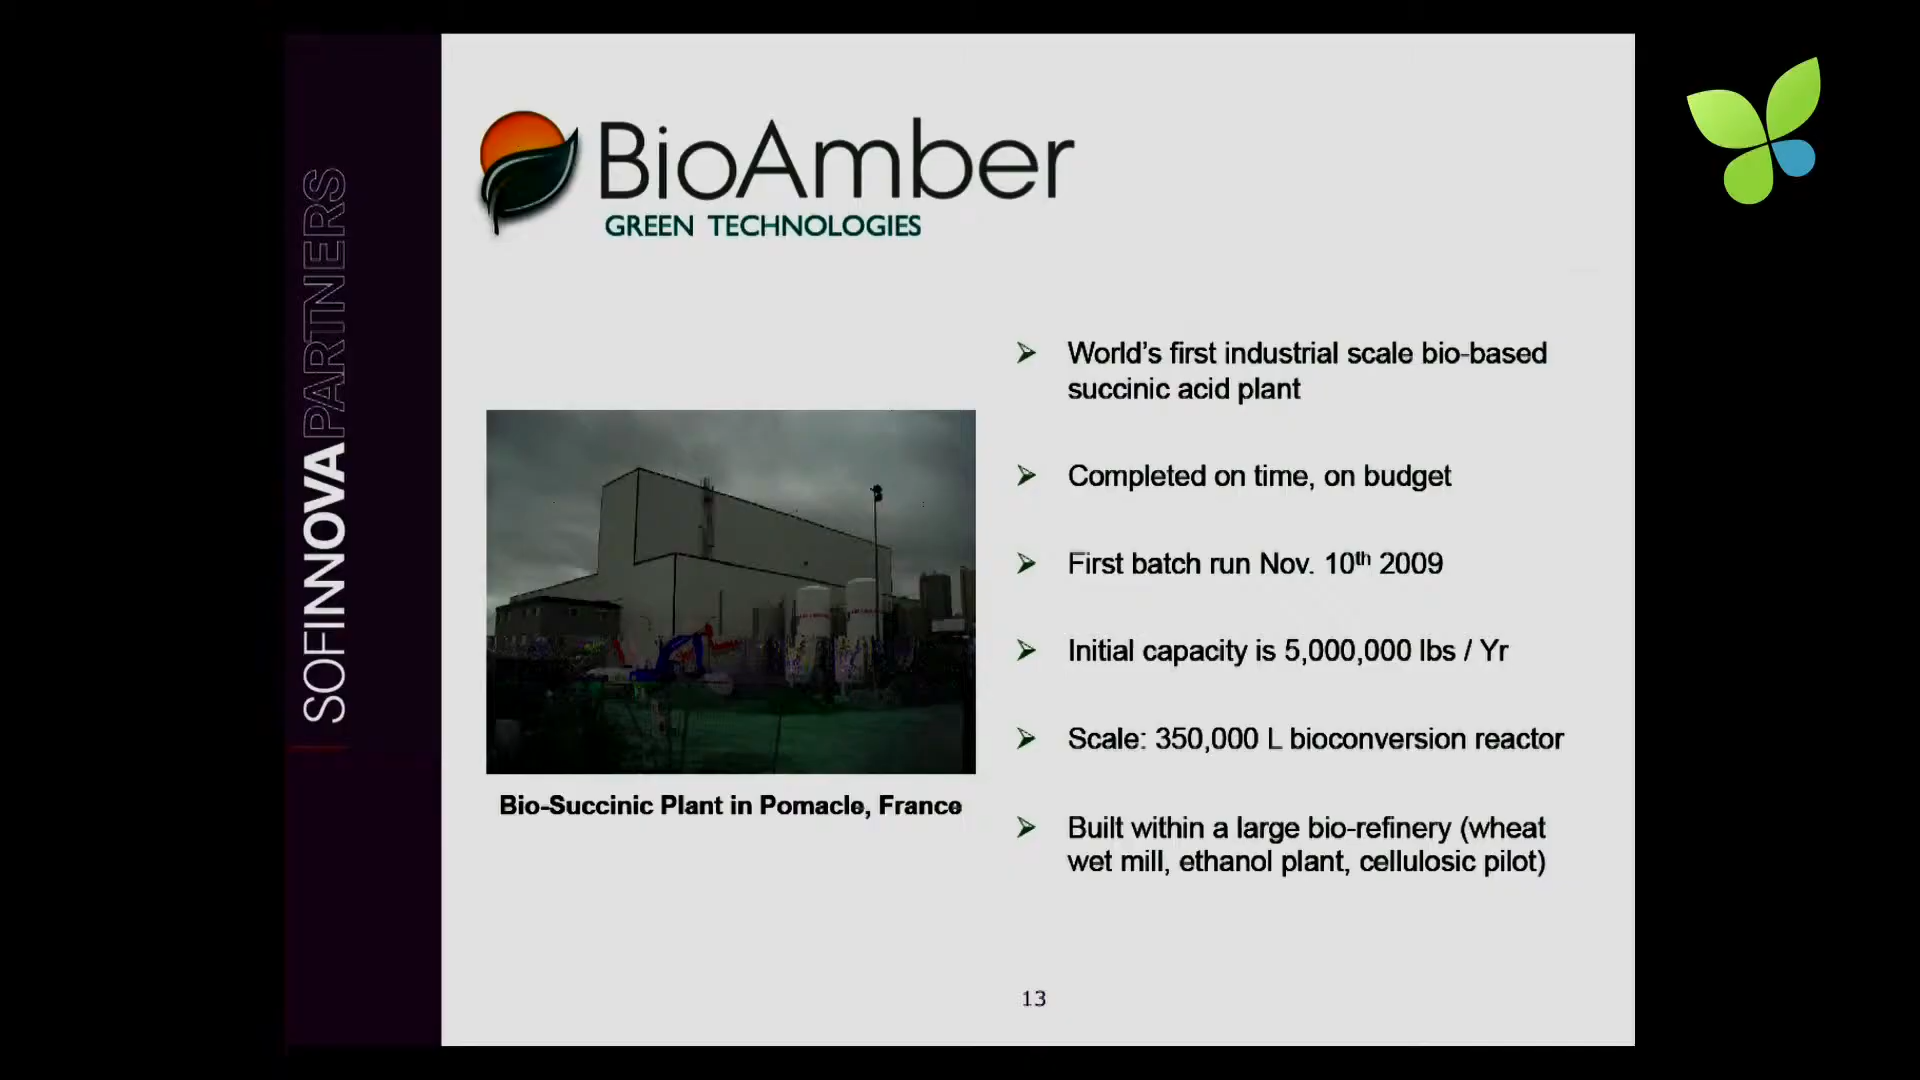 SOFINNOVAPARTNERS
BioAmber
GREEN TECHNOLOGIES
World's first industrial scale bio-based
succinic acid plant
Completed on time, on budget
First batch run Nov. 10th 2009
Initial capacity is 5,000,000 lbs / Yr
Scale: 350,000 L bioconversion reactor
Built within a large bio-refinery (wheat
wet mill, ethanol plant, cellulosic pilot)
Bio-Succinic Plant in Pomacle, France
13